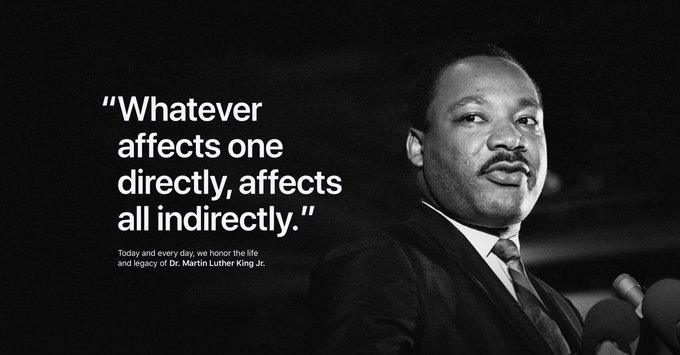 “Whatever
affects one
directly, affects
all indirectly.”
Today and every day, we honor the life
and legacy of Dr. Martin Luther King Jr.